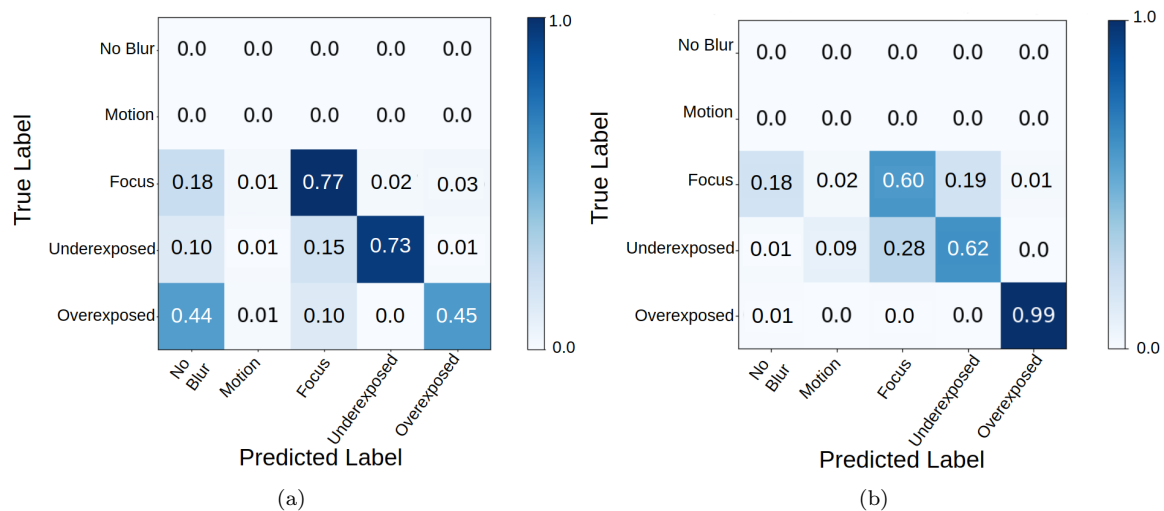 1.0
No Blur 0.0 0.0 0.0 0.0 0.0
Motion 0.0 0.0 0.0 0.0 0.0
Focus 0.18 0.01 0.77 0.02 0.03
Underexposed 0.10 0.01 0.15 0.73 0.01
Overexposed 0.44 0.01 0.10 0.0 0.45
0.0
True Label
No
Blur
Motion
Focus
Underexposed
Overexposed
Predicted Label
(a)
1.0
No Blur 0.0 0.0 0.0 0.0 0.0
Motion 0.0 0.0 0.0 0.0 0.0
Focus 0.18 0.02 0.60 0.19 0.01
Underexposed 0.01 0.09 0.28 0.62 0.0
Overexposed 0.01 0.0 0.0 0.0 0.99
0.0
True Label
No
Blur
Motion
Focus
Underexposed
Overexposed
Predicted Label
(b)